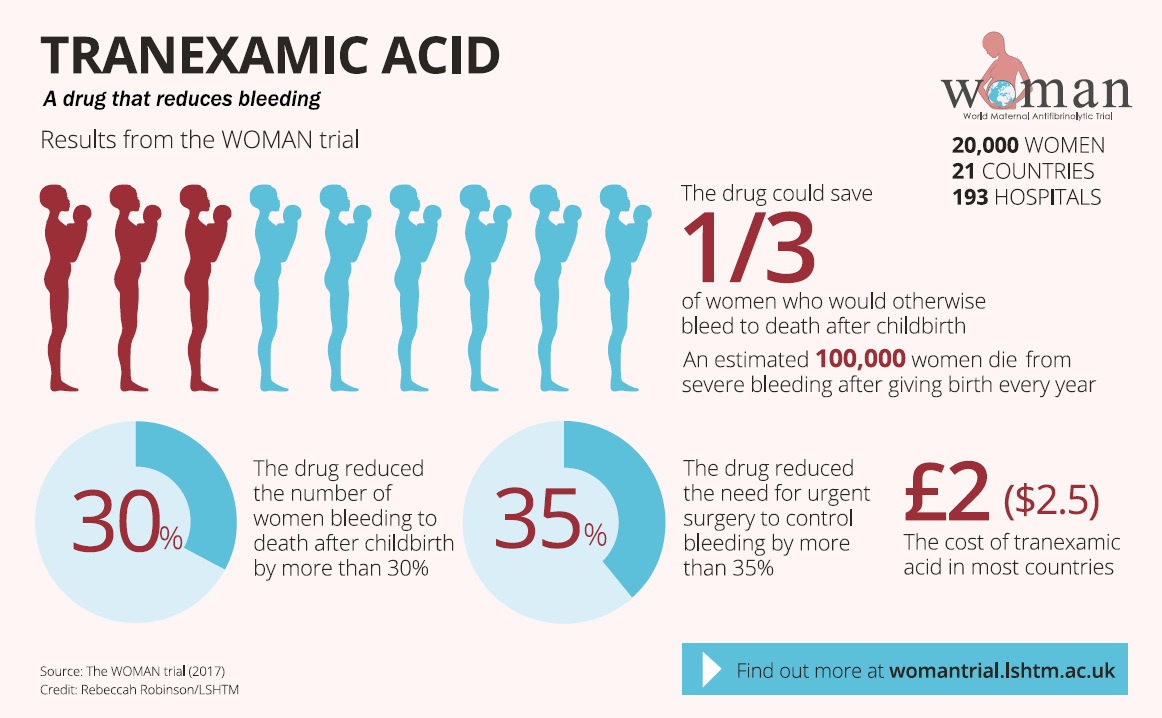 TRANEXAMIC ACID
A drug that reduces bleeding
Results from the WOMAN trial
woman
World Maternal Antifibrinolytic Trial
20,000 WOMEN
21 COUNTRIES
193 HOSPITALS
The drug could save
1/3
of women who would otherwise
bleed to death after childbirth
An estimated 100,000 women die from
severe bleeding after giving birth every year
30%
The drug reduced
the number of
women bleeding to
death after childbirth
by more than 30%
35%
The drug reduced
the need for urgent
surgery to control
bleeding by more
than 35%
£2 ($2.5)
The cost of tranexamic
acid in most countries
Source: The WOMAN trial (2017)
Credit: Rebeccah Robinson/LSHTM
Find out more at womantrial.lshtm.ac.uk